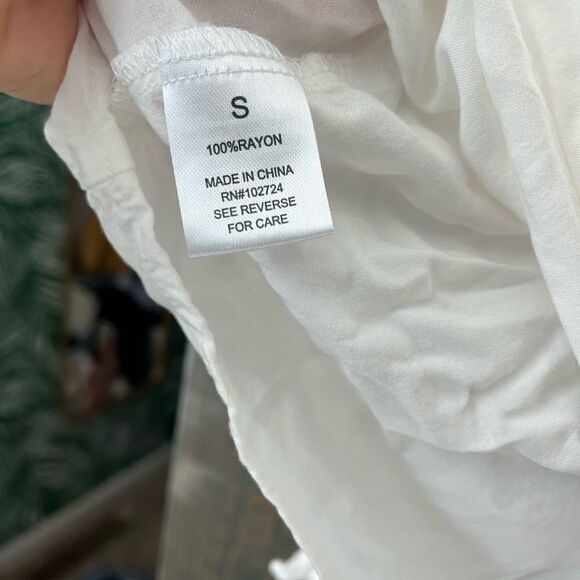 S
100%RAYON
MADE IN CHINA
RN#102724
SEE REVERSE
FOR CARE